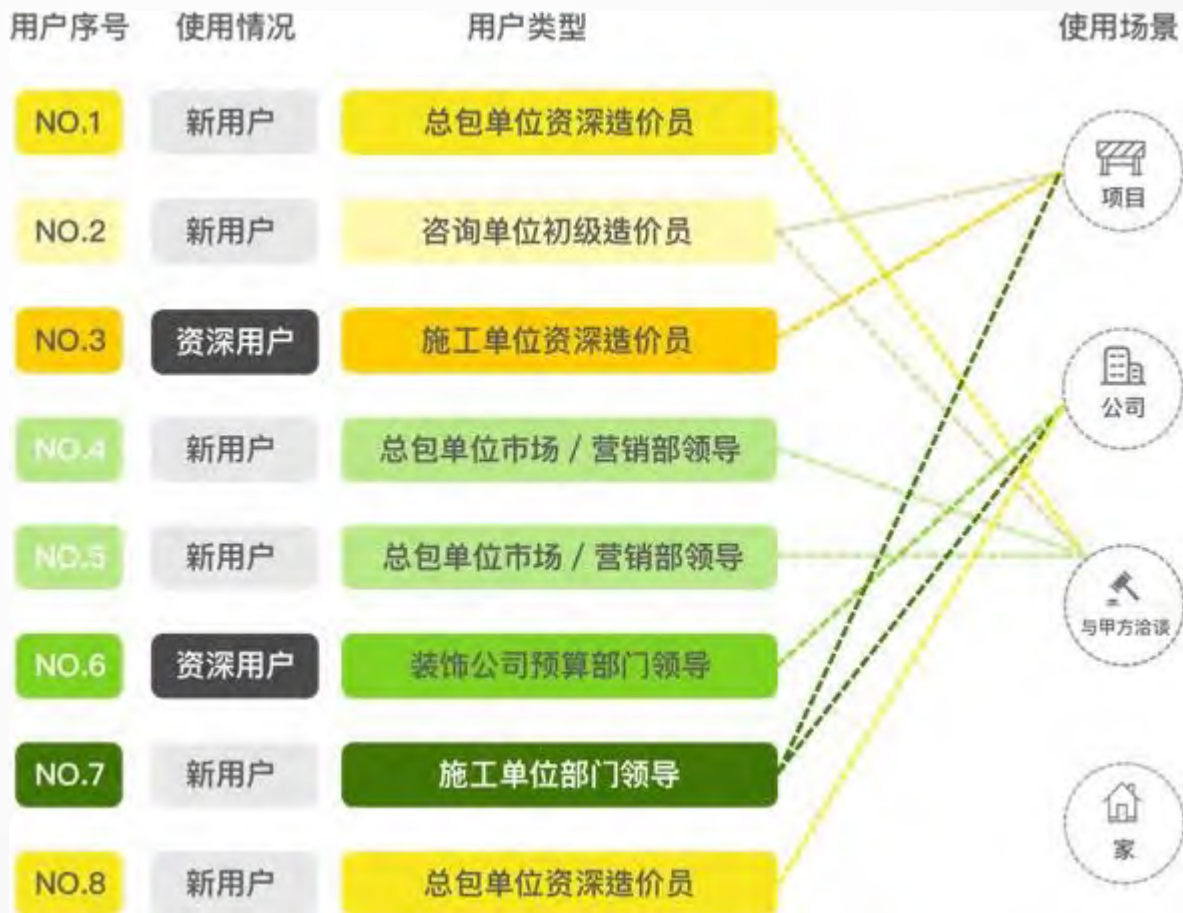 用户序号 使用情况 用户类型 使用场景
NO.1 新用户 总包单位资深造价员
项目
NO.2 新用户 咨询单位初级造价员
NO.3 资深用户 施工单位资深造价员
公司
NO.4 新用户 总包单位市场 / 营销部领导
NO.5 新用户 总包单位市场 / 营销部领导
与甲方洽谈
NO.6 资深用户 装饰公司预算部门领导
NO.7 新用户 施工单位部门领导
家
NO.8 新用户 总包单位资深造价员